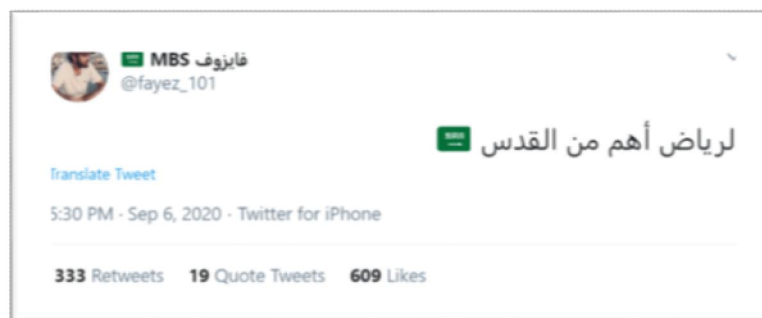 فايزوف MBS 🇸🇦
@fayez_101
لرياض أهم من القدس 🇸🇦
Translate Tweet
5:30 PM · Sep 6, 2020 · Twitter for iPhone
333 Retweets 19 Quote Tweets 609 Likes